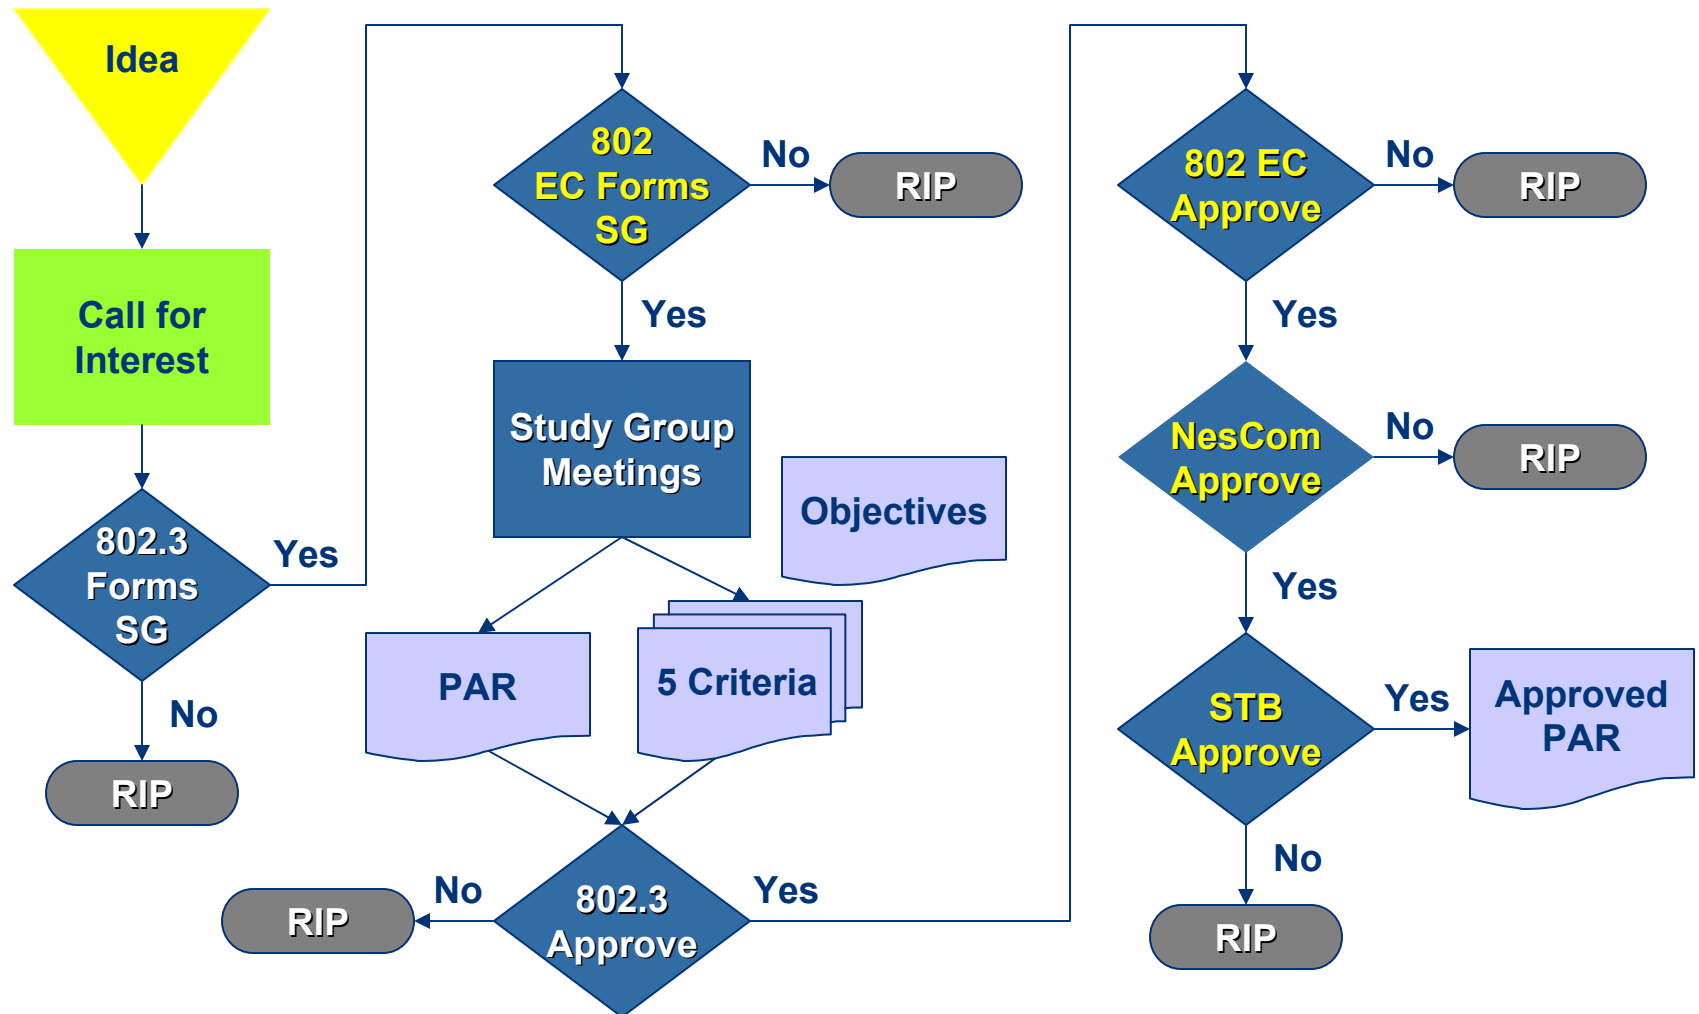 Idea
Call for
Interest
802.3
Forms
SG
Yes
No
RIP
802
EC Forms
SG
No
RIP
Yes
Study Group
Meetings
Objectives
PAR
5 Criteria
802.3
Approve
No
RIP
Yes
802 EC
Approve
No
RIP
Yes
NesCom
Approve
No
RIP
Yes
STB
Approve
Yes
Approved
PAR
No
RIP